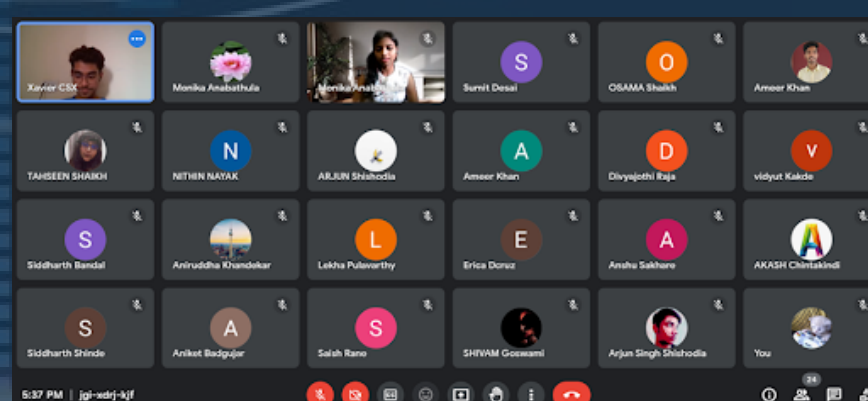 Xavier CSX
Monika Anabathula
Monika Anab
S
Sumit Desai
O
OSAMA Shaikh
Ameer Khan
TAHSEEN SHAIKH
N
NITHIN NAYAK
ARJUN Shishodia
A
Ameer Khan
D
Divyajothi Raja
V
vidyut Kakde
S
Siddharth Bandal
Aniruddha Khandekar
L
Lekha Pulavarthy
E
Erica Dcruz
A
Anshu Sakhare
A
AKASH Chintakindi
S
Siddharth Shinde
A
Aniket Badgujar
S
Saish Rane
SHIVAM Goswami
Arjun Singh Shishodia
You
5:37 PM | jgi-xdrj-kjf
24